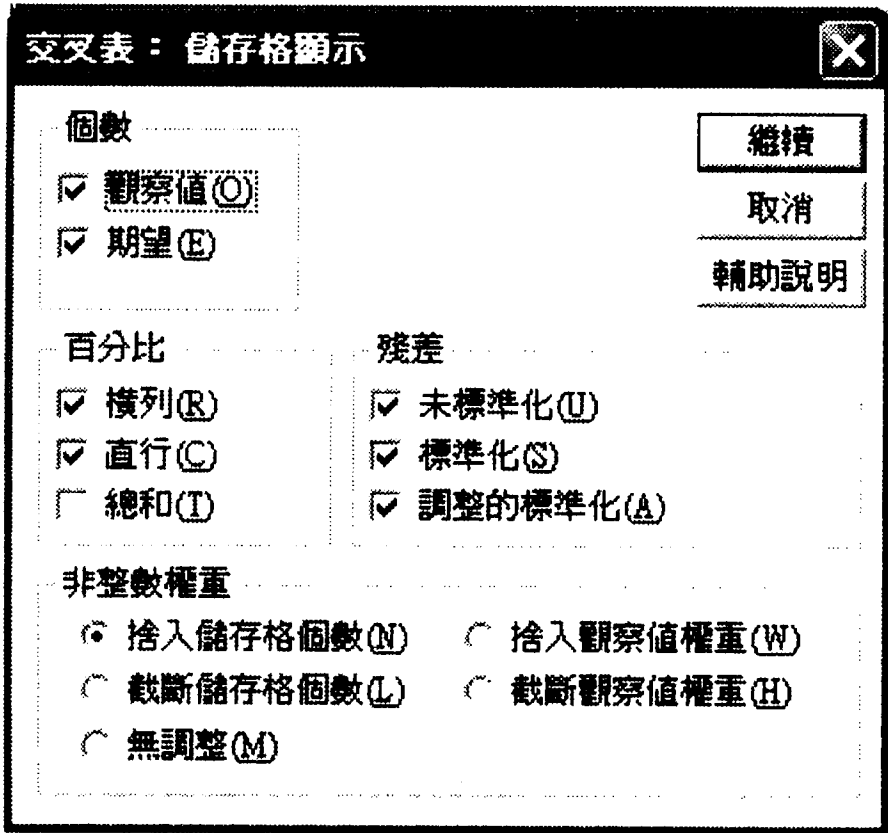 交叉表：儲存格顯示
個數
觀察值(O)
期望(E)
繼續
取消
輔助說明
百分比
橫列(R)
直行(C)
總和(T)
殘差
未標準化(U)
標準化(S)
調整的標準化(A)
非整數權重
捨入儲存格個數(N)
捨入觀察值權重(W)
截斷儲存格個數(L)
截斷觀察值權重(H)
無調整(M)